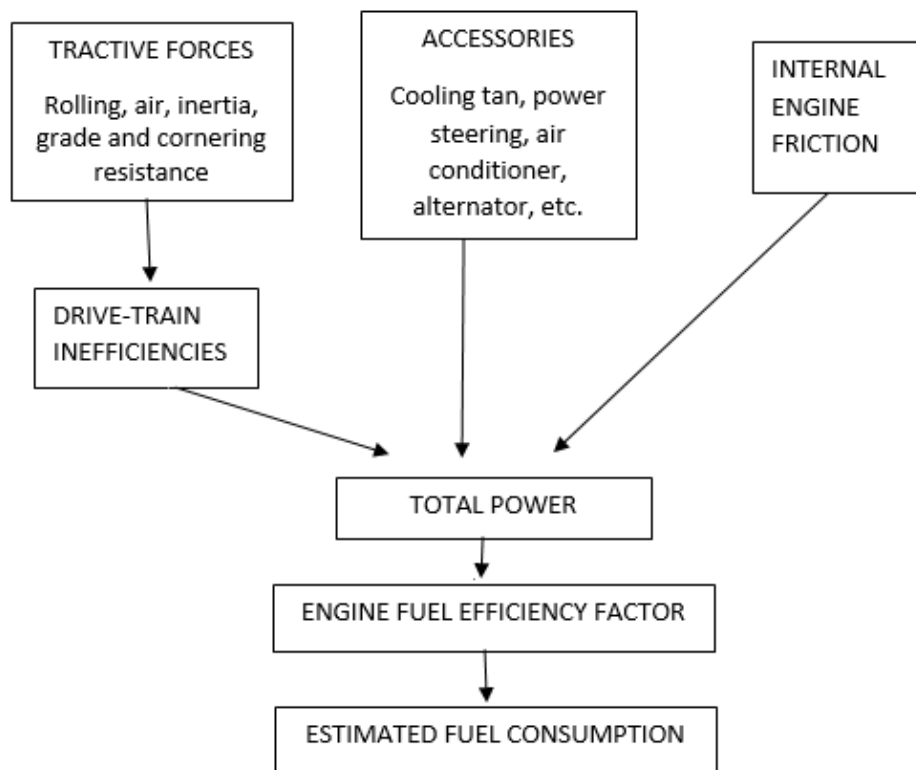 TRACTIVE FORCES
Rolling, air, inertia,
grade and cornering
resistance
ACCESSORIES
Cooling tan, power
steering, air
conditioner,
alternator, etc.
INTERNAL
ENGINE
FRICTION
DRIVE-TRAIN
INEFFICIENCIES
TOTAL POWER
ENGINE FUEL EFFICIENCY FACTOR
ESTIMATED FUEL CONSUMPTION